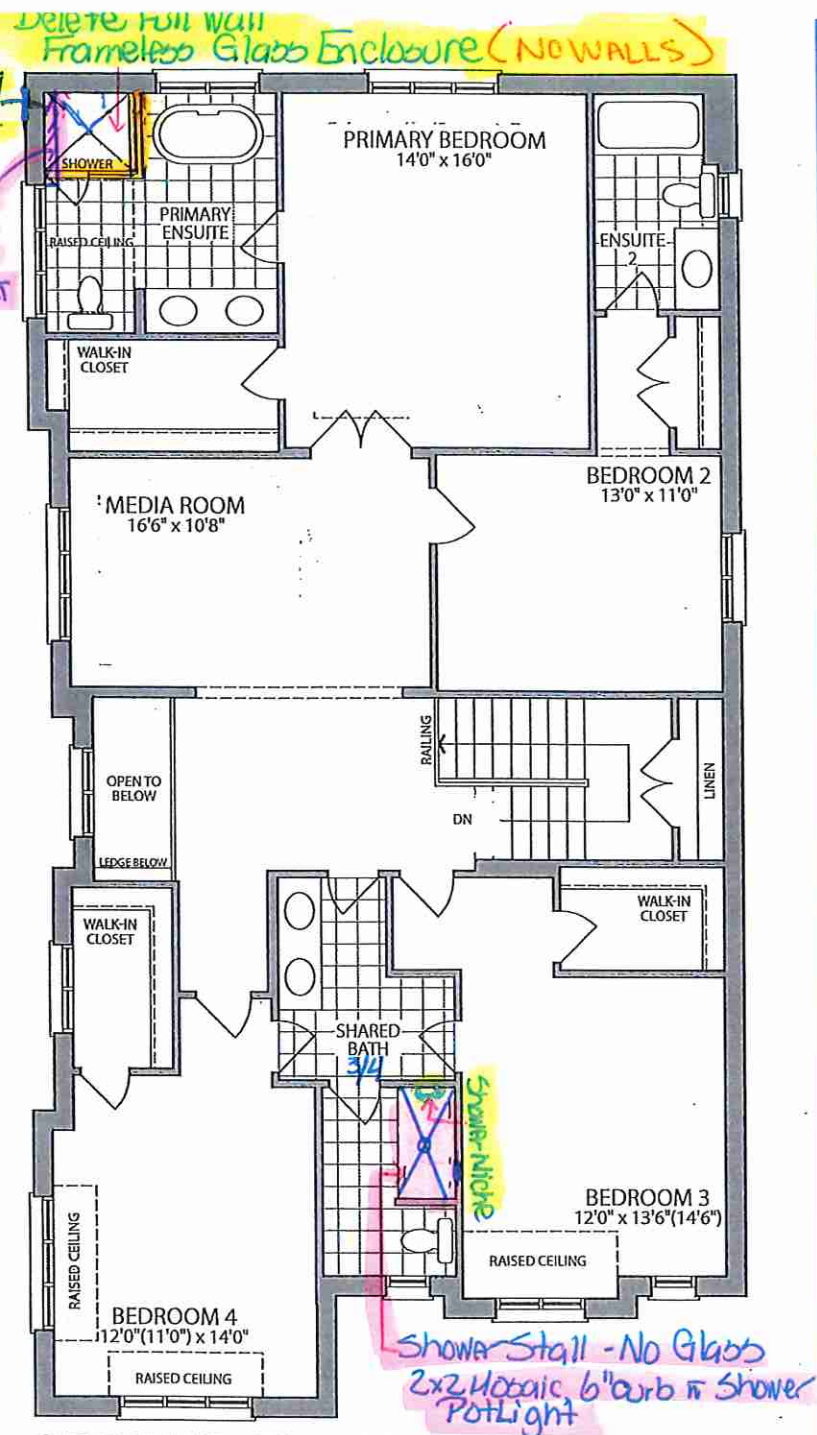 Delete Full Wall
Frameless Glass Enclosure (NO WALLS)
SHOWER
PRIMARY BEDROOM
14'0" x 16'0"
PRIMARY
ENSUITE
RAISED CEILING
ENSUITE
2
WALK-IN
CLOSET
MEDIA ROOM
16'6" x 10'8"
BEDROOM 2
13'0" x 11'0"
OPEN TO
BELOW
LEDGE BELOW
RAILING
DN
LINEN
WALK-IN
CLOSET
WALK-IN
CLOSET
SHARED
BATH
3/4
Shower Niche
BEDROOM 3
12'0" x 13'6"(14'6")
RAISED CEILING
RAISED CEILING
BEDROOM 4
12'0"(11'0") x 14'0"
RAISED CEILING
Shower Stall - No Glass
2x2 Mosaic 6" curb Shower
PotLight